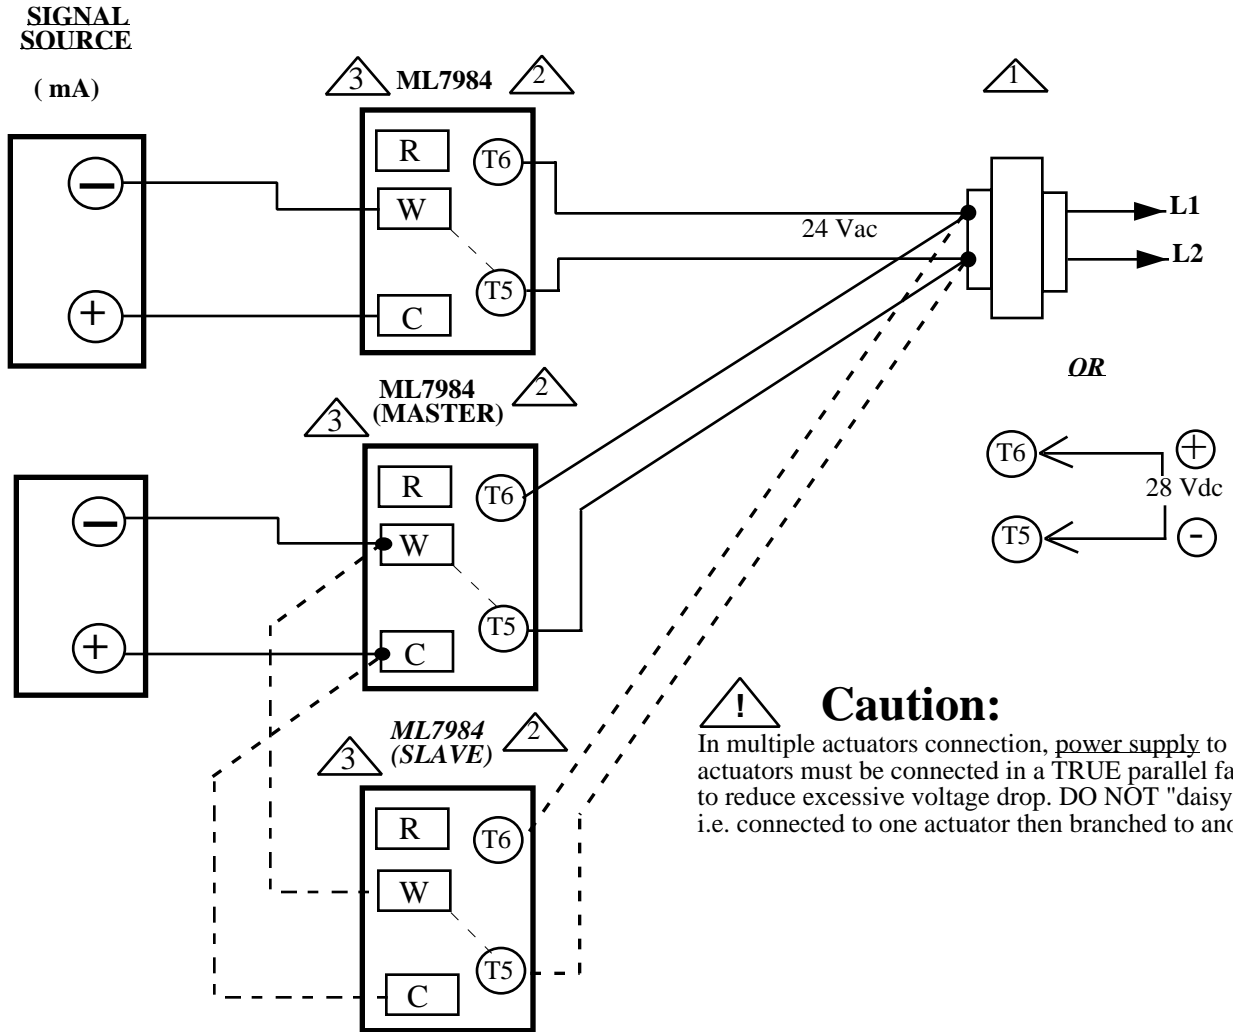 SIGNAL
SOURCE
( mA)
3 ML7984 2
1
R
T6
W
T5
C
24 Vac
L1
L2
OR
ML7984
(MASTER)
3
2
R
T6
W
T5
C
T6
+
28 Vdc
T5
-
! Caution:
In multiple actuators connection, power supply to
actuators must be connected in a TRUE parallel
to reduce excessive voltage drop. DO NOT "daisy
i.e. connected to one actuator then branched to
ML7984
(SLAVE)
3
2
R
T6
W
T5
C